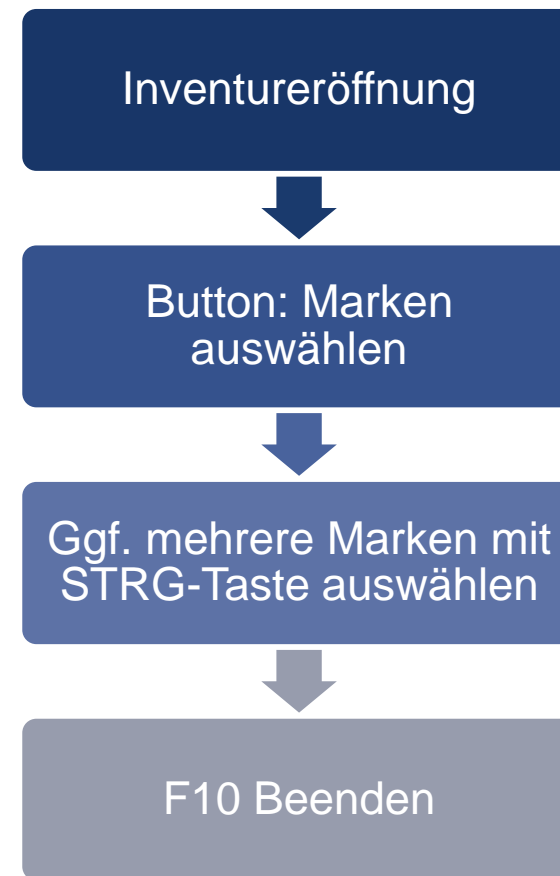 Inventureröffnung
Button: Marken
auswählen
Ggf. mehrere Marken mit
STRG-Taste auswählen
F10 Beenden